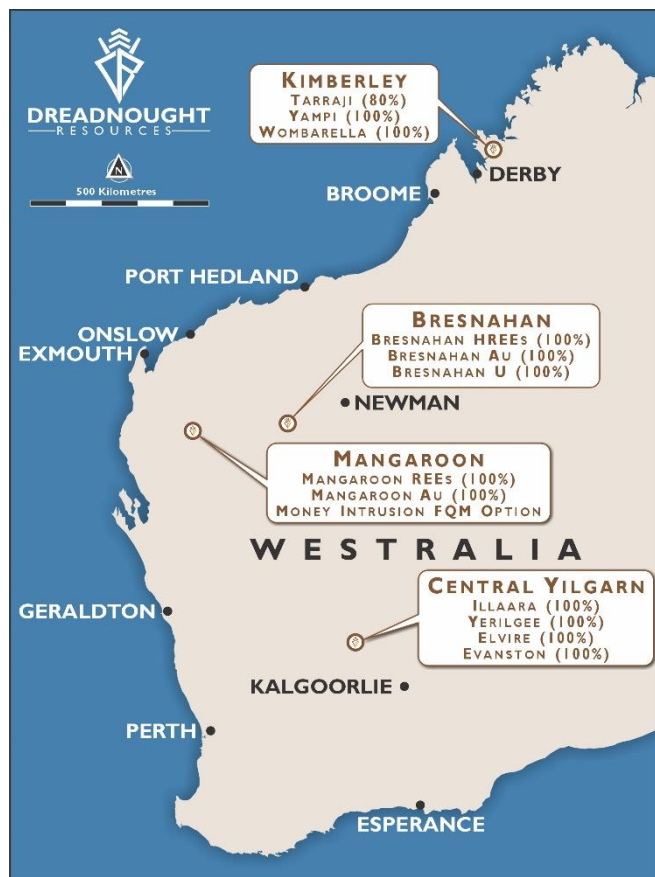 DREADNOUGHT
RESOURCES
N
500 Kilometres
KIMBERLEY
TARRAJI (80%)
YAMPI (100%)
WOMBARELLA (100%)
DERBY
BROOME
PORT HEDLAND
ONSLOW
EXMOUTH
BRESNAHAN
BRESNAHAN HREES (100%)
BRESNAHAN AU (100%)
BRESNAHAN U (100%)
NEWMAN
MANGAROON
MANGAROON REES (100%)
MANGAROON AU (100%)
MONEY INTRUSION FQM OPTION
WESTRALIA
CENTRAL YILGARN
ILLAARA (100%)
YERILGEE (100%)
ELVIRE (100%)
EVANSTON (100%)
GERALDTON
KALGOORLIE
PERTH
ESPERANCE